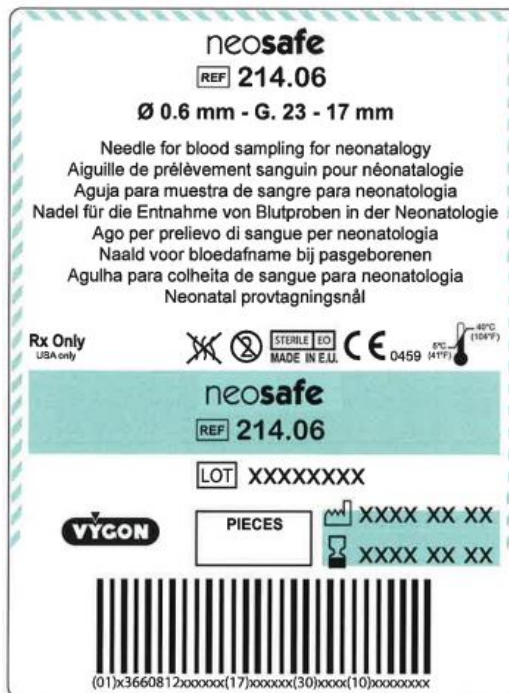 neosafe
REF 214.06
Ø 0.6 mm - G. 23 - 17 mm
Needle for blood sampling for neonatalogy
Aiguille de prélèvement sanguin pour néonatalogie
Aguja para muestra de sangre para neonatologia
Nadel für die Entnahme von Blutproben in der Neonatologie
Ago per prelievo di sangue per neonatologia
Naald voor bloedafname bij pasgeborenen
Agulha para colheita de sangue para neonatologia
Neonatal provtagningsnål
Rx Only
USA only
2
STERILE EO
MADE IN E.U.
CE 0459
40°C
(104°F)
5°C
(41°F)
neosafe
REF 214.06
LOT XXXXXXXX
VYGON
PIECES
XXXX XX XX
XXXX XX XX
(01)x3660812xxxxxx(17)xxxxxx(30)xxxx(10)xxxxxxxx